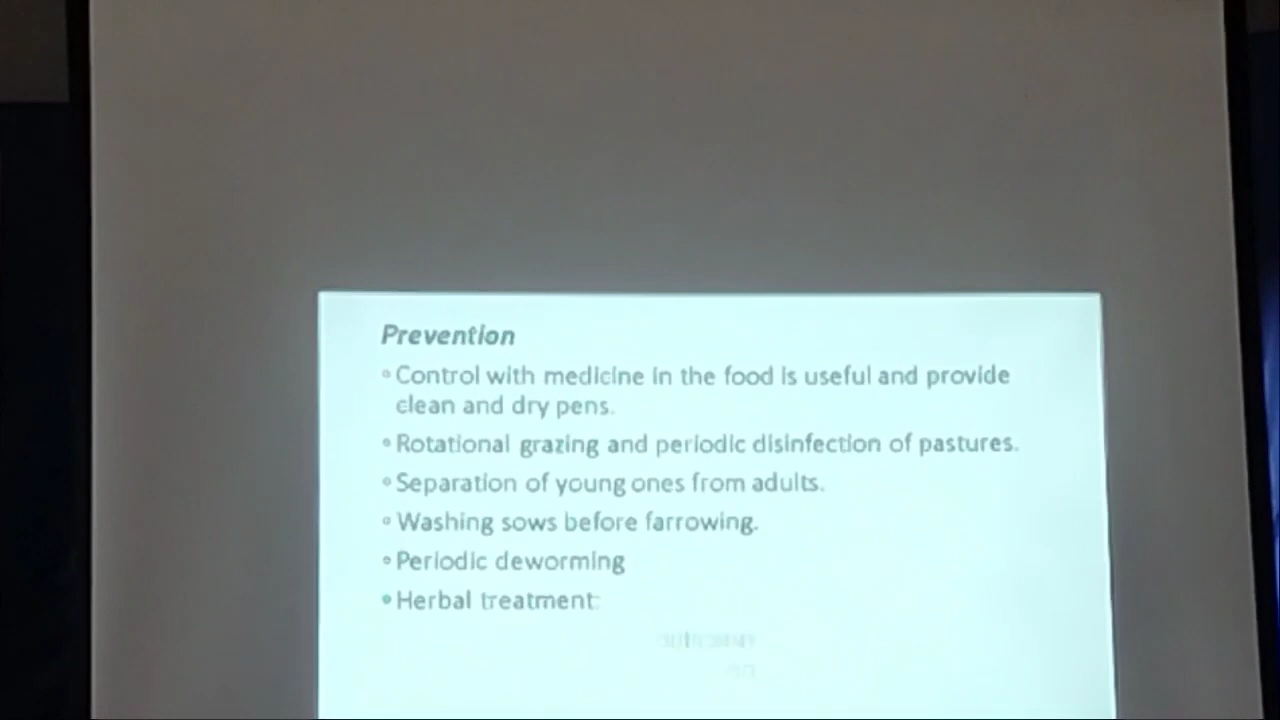 Prevention
◦Control with medicine in the food is useful and provide
clean and dry pens.
◦Rotational grazing and periodic disinfection of pastures.
◦Separation of young ones from adults.
◦Washing sows before farrowing.
◦Periodic deworming
•Herbal treatment: